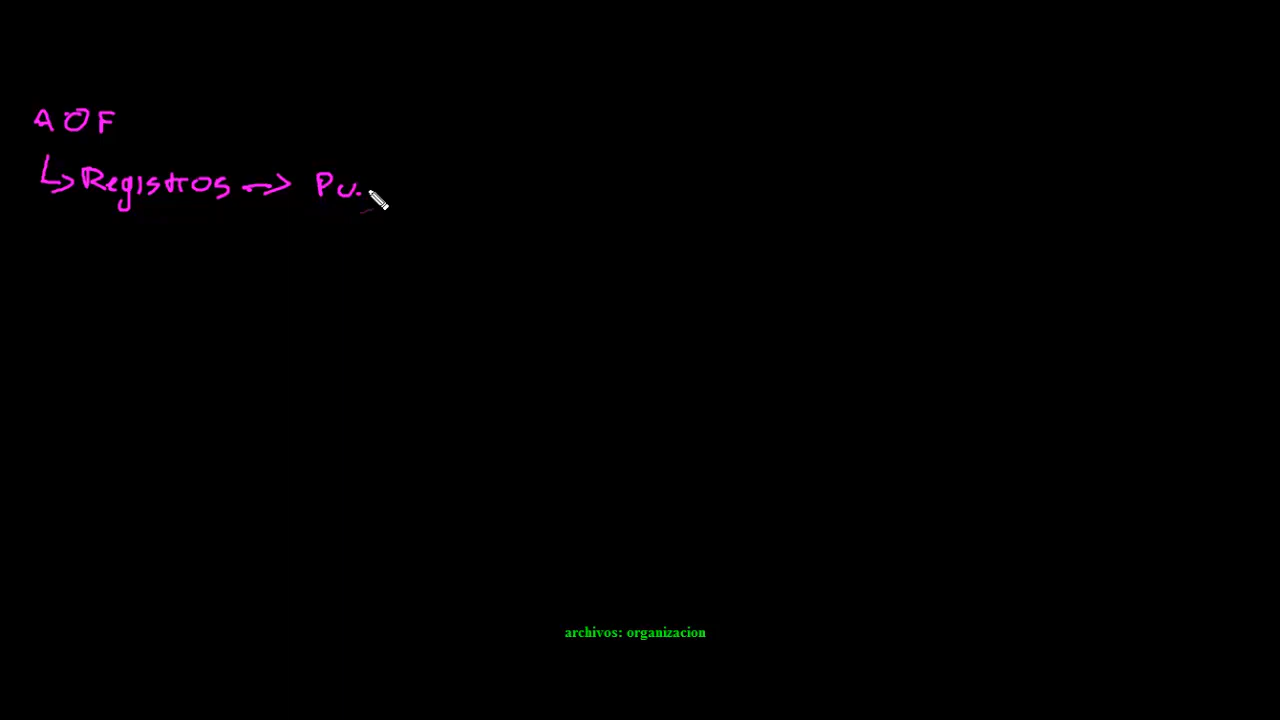 AOF
↳ Registros → Pu.
archivos: organizacion